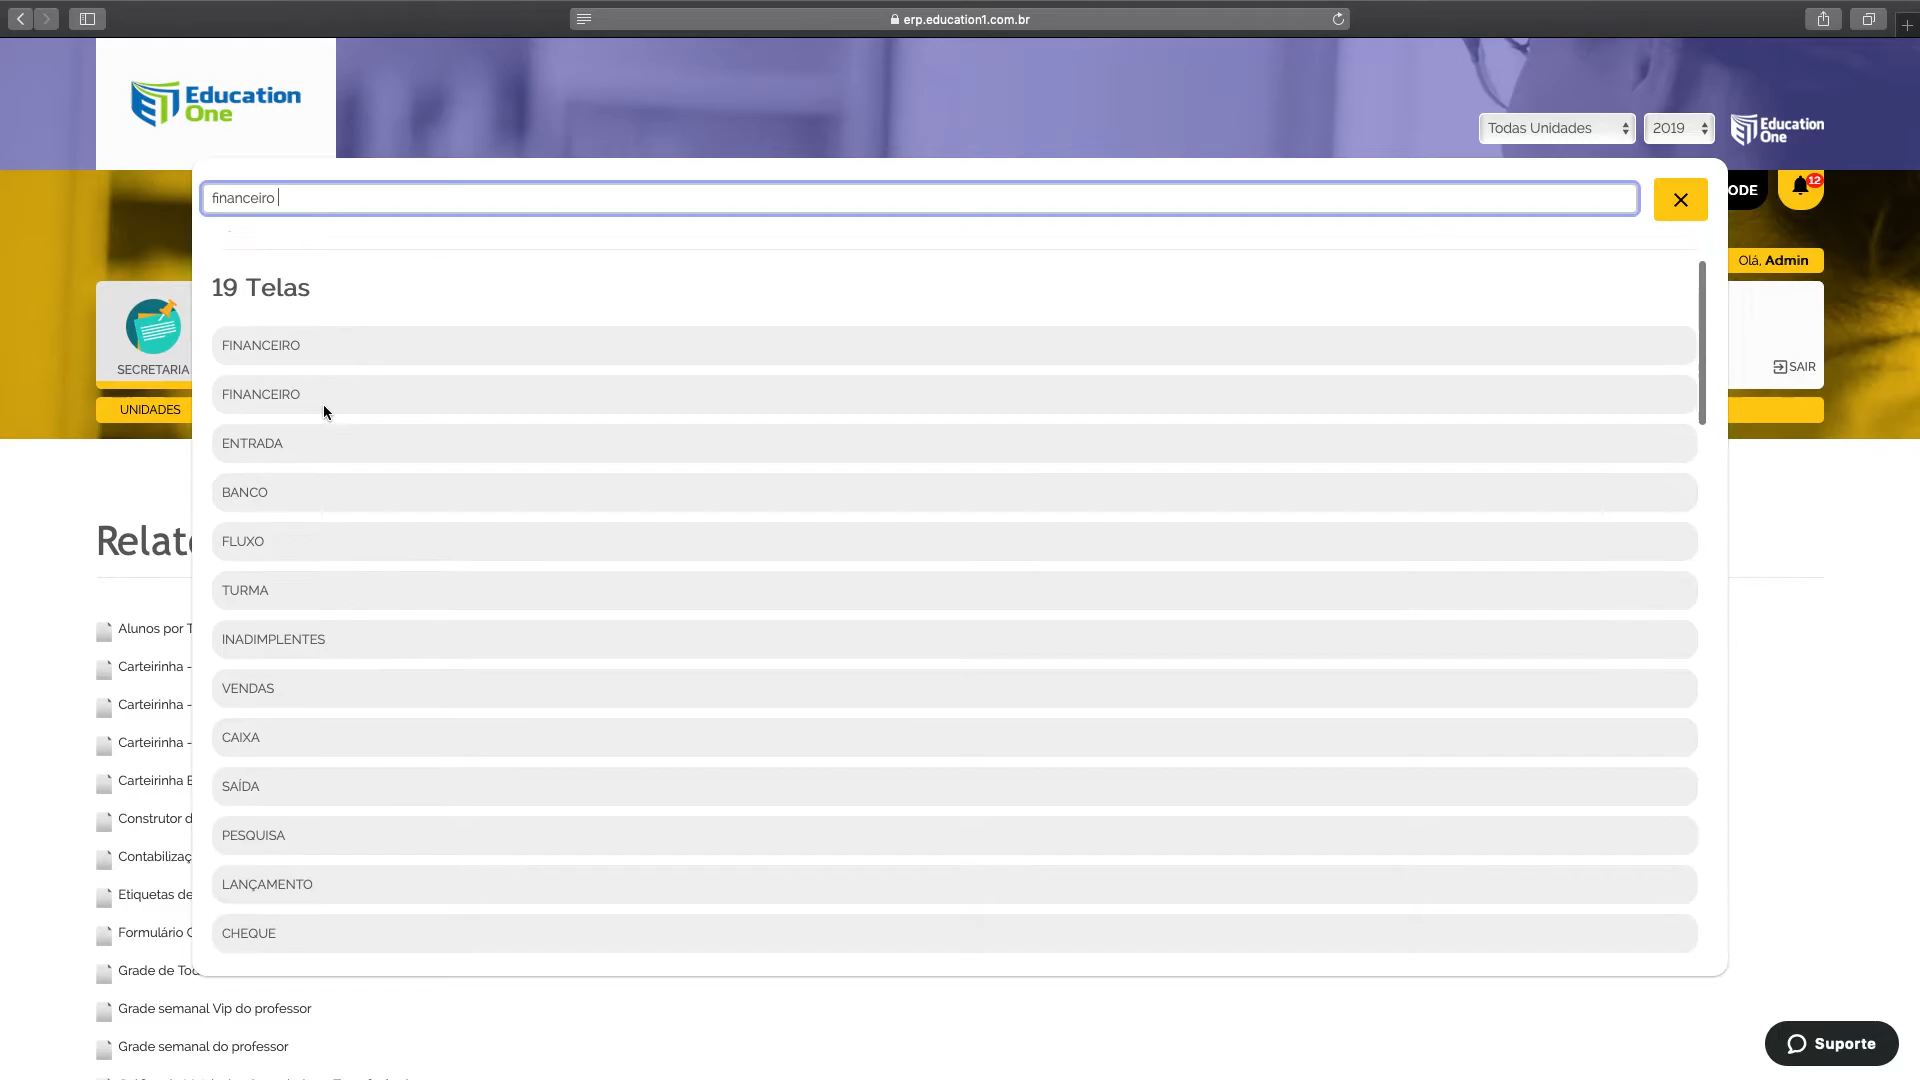 erp.education1.com.br
Education
One
Todas Unidades
2019
Education
One
financeiro
ODE
12
Olá, Admin
19 Telas
FINANCEIRO
FINANCEIRO
ENTRADA
BANCO
FLUXO
TURMA
INADIMPLENTES
VENDAS
CAIXA
SAÍDA
PESQUISA
LANÇAMENTO
CHEQUE
SECRETARIA
UNIDADES
SAIR
Relato
Alunos por T
Carteirinha -
Carteirinha -
Carteirinha -
Carteirinha E
Construtor d
Contabilizaç
Etiquetas de
Formulário C
Grade de Tod
Grade semanal Vip do professor
Grade semanal do professor
Suporte